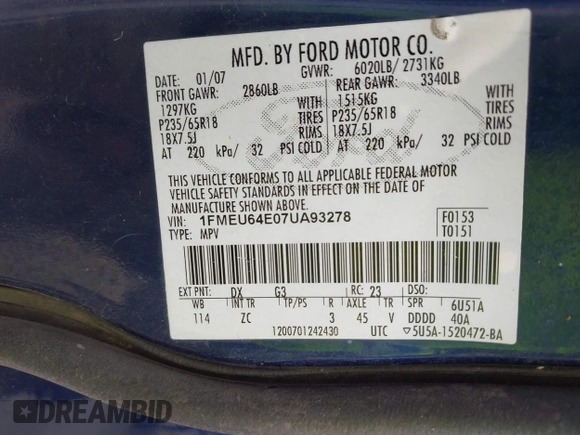 MFD. BY FORD MOTOR CO.
DATE: 01/07 GVWR: 6020LB/ 2731KG
FRONT GAWR: 2860LB REAR GAWR: 3340LB
1297KG WITH 1515KG WITH
P235/65R18 TIRES P235/65R18 TIRES
18X7.5J RIMS 18X7.5J RIMS
AT 220 kPa/ 32 PSI COLD AT 220 kPa/ 32 PSI COLD
THIS VEHICLE CONFORMS TO ALL APPLICABLE FEDERAL MOTOR
VEHICLE SAFETY STANDARDS IN EFFECT ON THE DATE OF
MANUFACTURE SHOWN ABOVE.
VIN: 1FMEU64E07UA93278 F0153
TYPE: MPV T0151
EXT PNT: DX G3 RC: 23 DSO:
WB INT TR TP/PS R AXLE TR SPR 6U51A
114 ZC 3 45 V DDDD 40A
1200701242430 UTC ▽5U5A-1520472-BA
Ford
DREAMBID